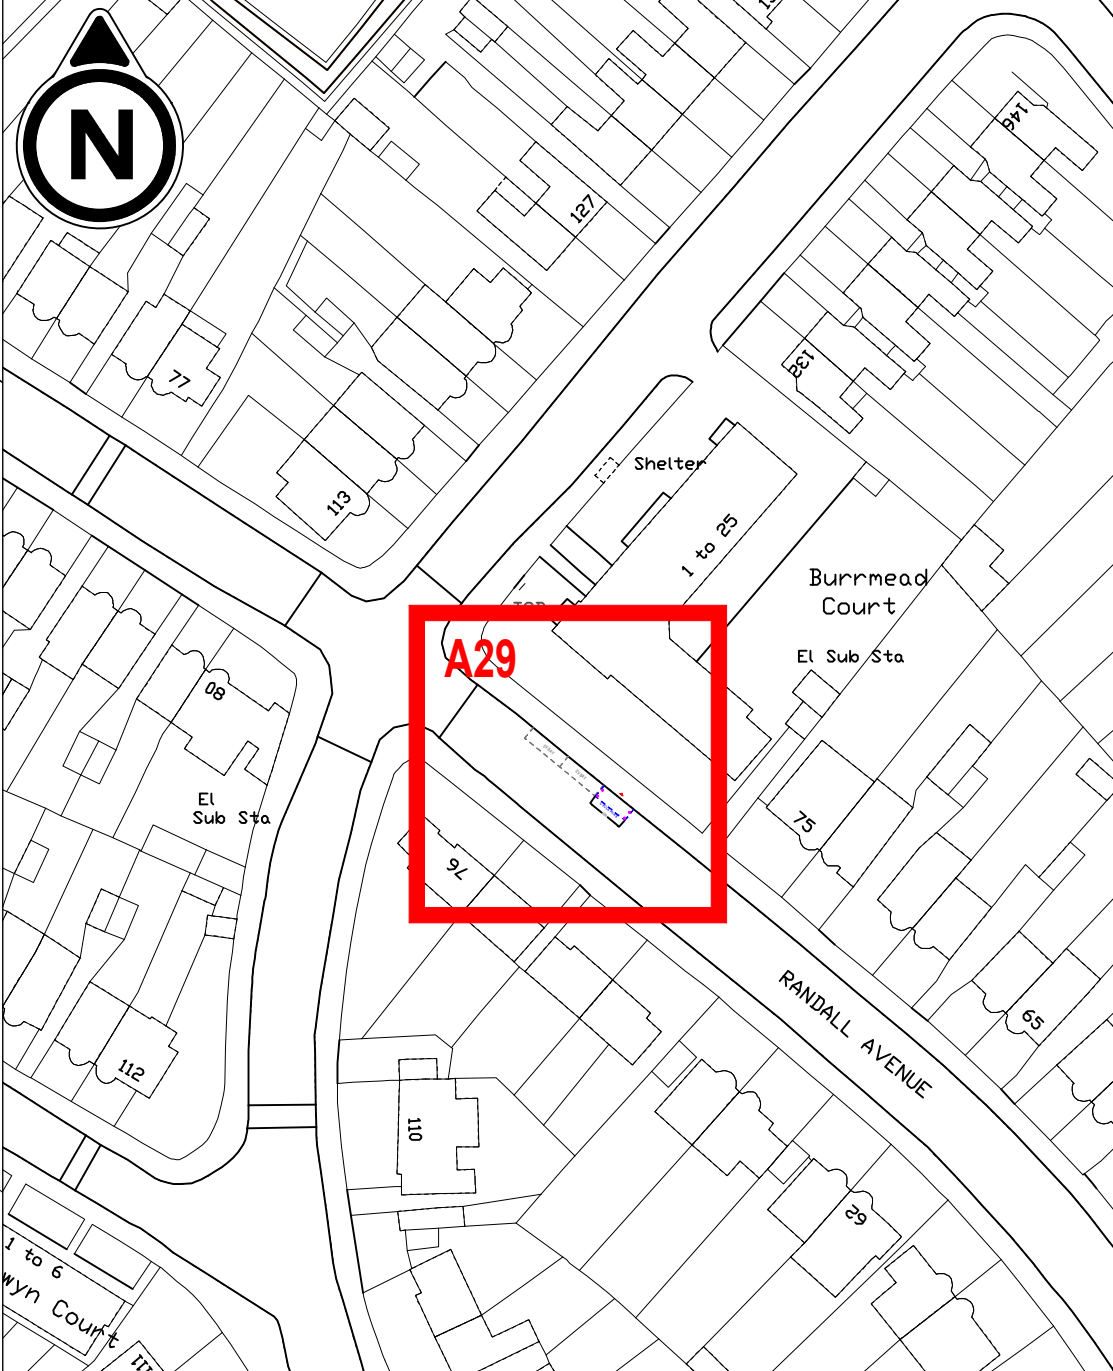 N
127
146
77
132
113
Shelter
1 to 25
Burrmead
Court
A29
El Sub Sta
80
El
Sub Sta
75
76
65
RANDALL AVENUE
112
110
62
1 to 6
wyn Court